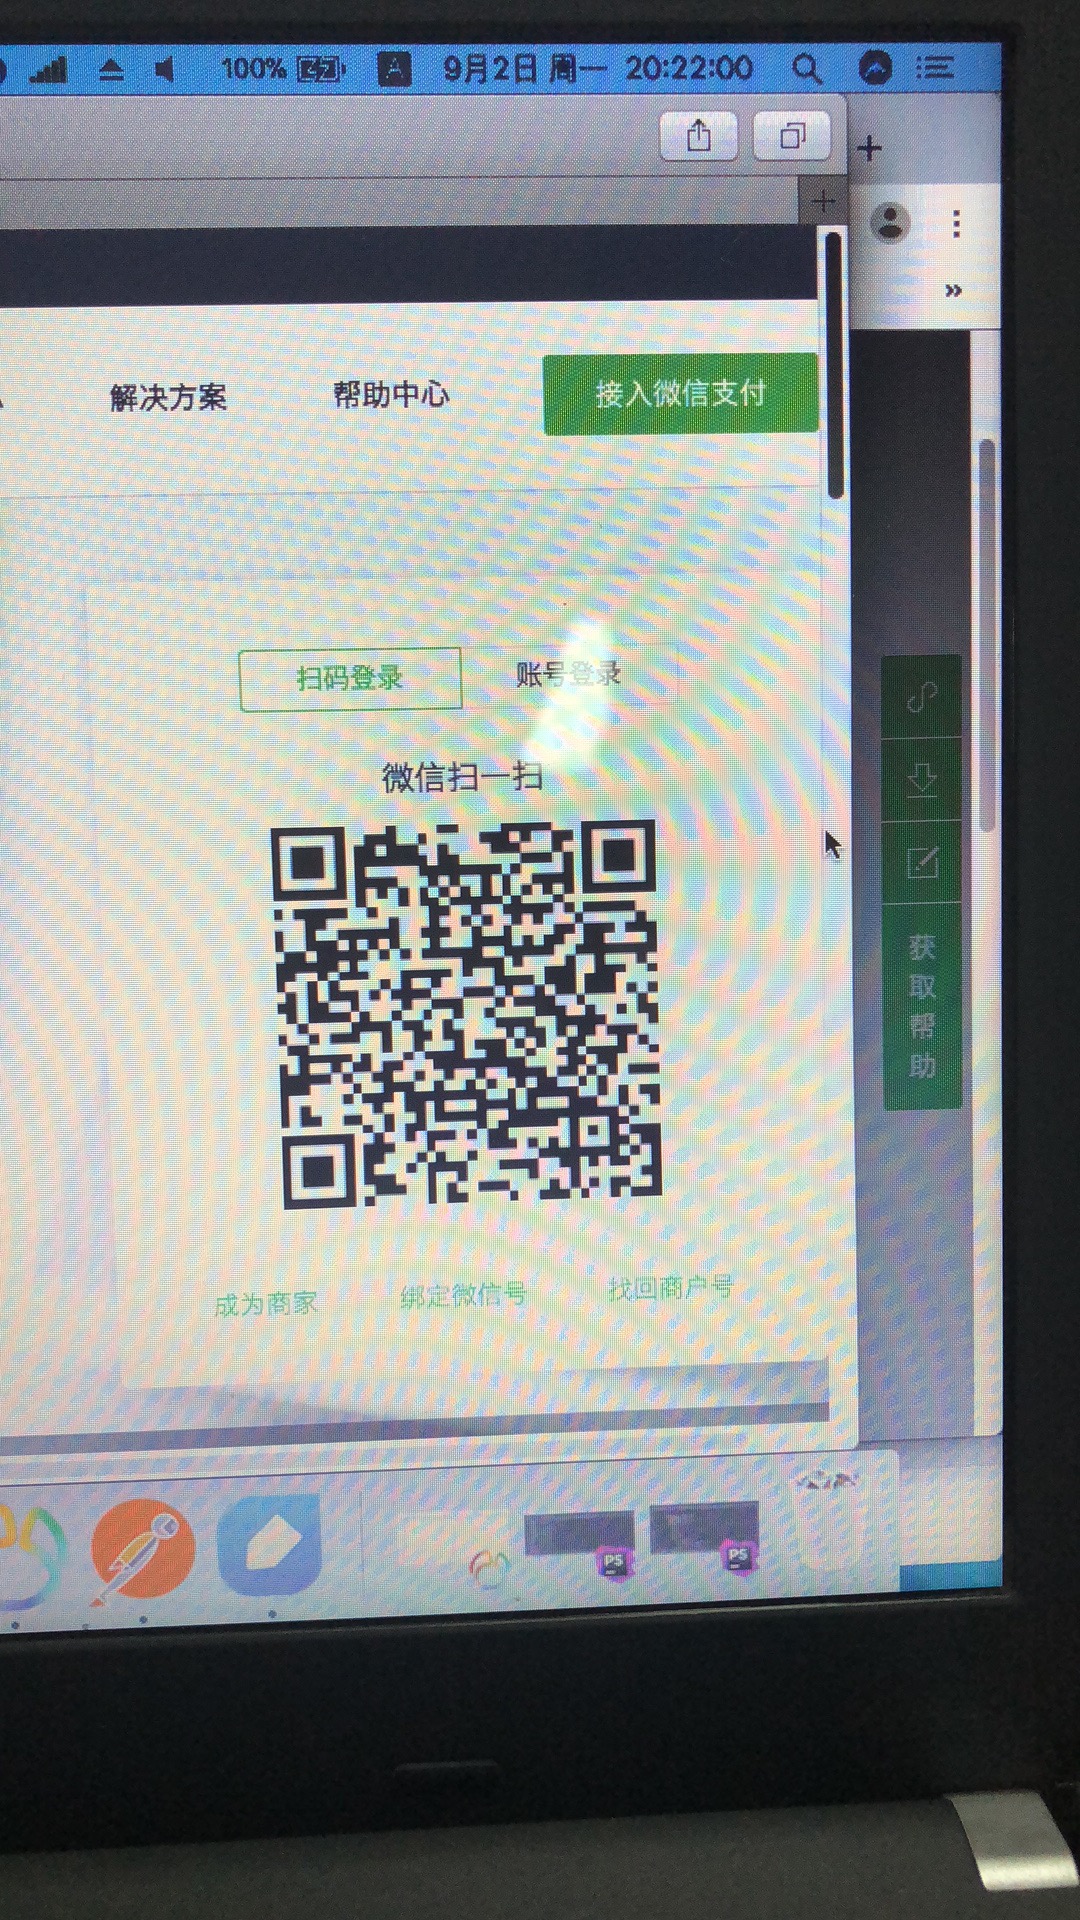 100% A 9月2日 周一 20:22:00
解决方案 帮助中心 接入微信支付
扫码登录 账号登录
微信扫一扫
获取帮助
成为商家 绑定微信号 找回商户号
PS PS